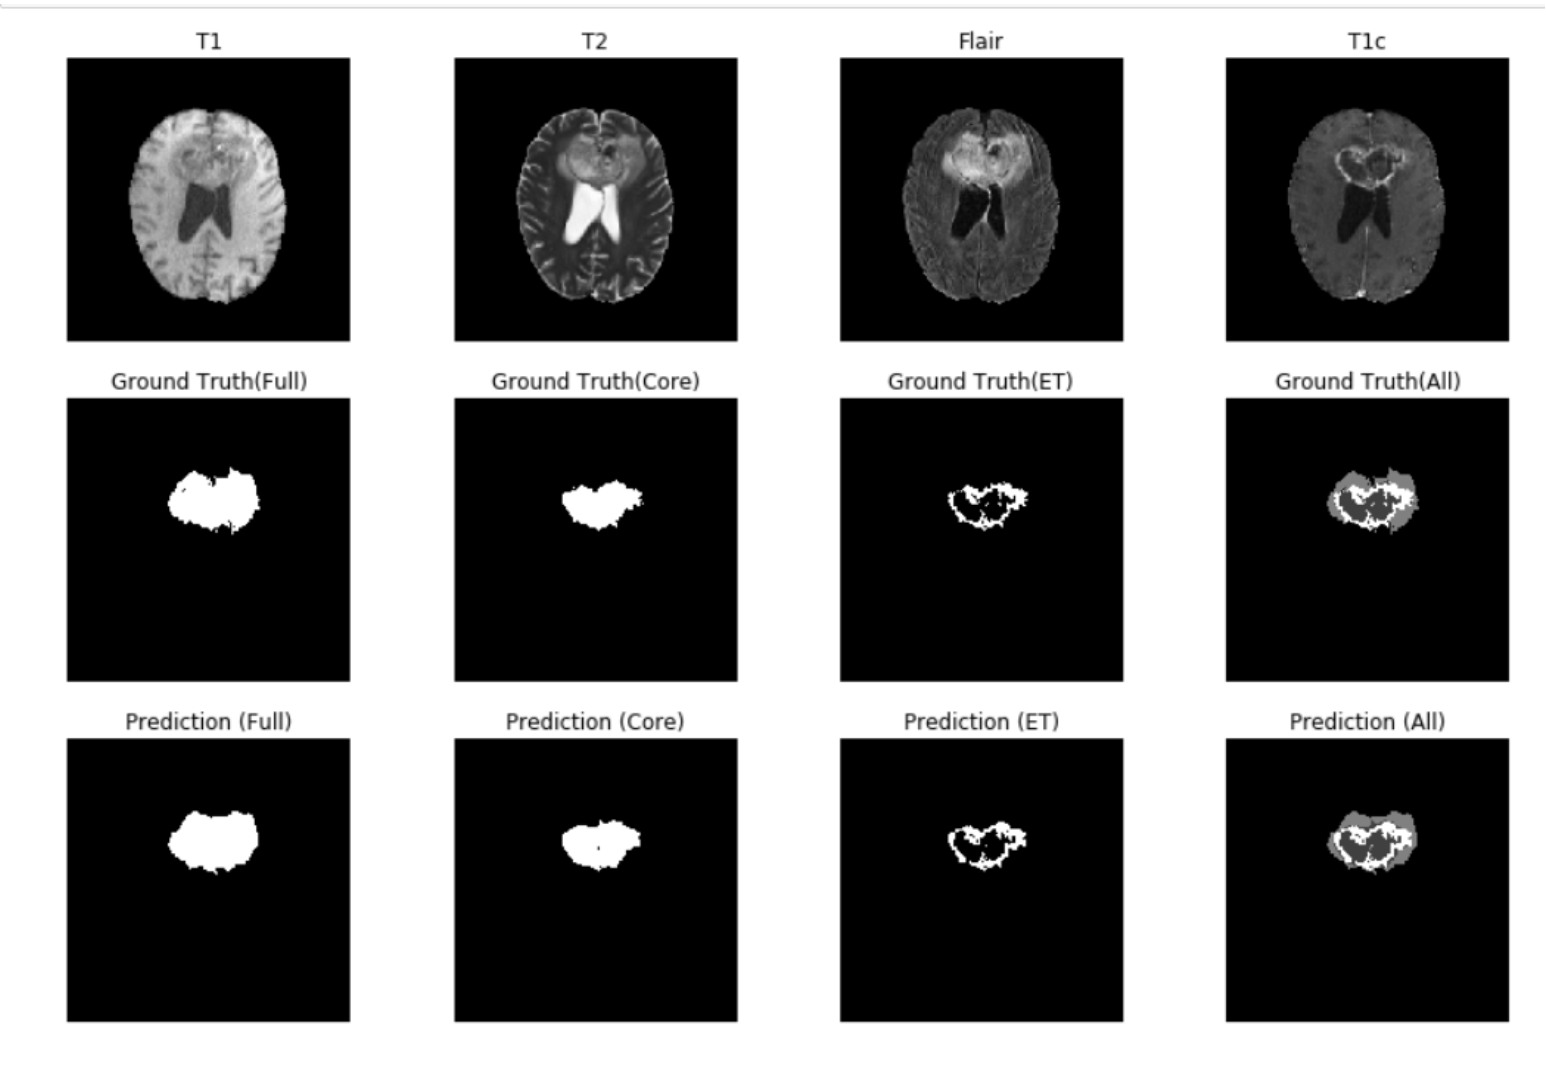 T1
T2
Flair
T1c
Ground Truth(Full)
Ground Truth(Core)
Ground Truth(ET)
Ground Truth(All)
Prediction (Full)
Prediction (Core)
Prediction (ET)
Prediction (All)